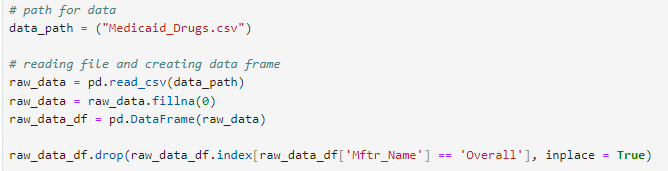 # path for data
data_path = ("Medicaid_Drugs.csv")
# reading file and creating data frame
raw_data = pd.read_csv(data_path)
raw_data = raw_data.fillna(0)
raw_data_df = pd.DataFrame(raw_data)
raw_data_df.drop(raw_data_df.index[raw_data_df['Mftr_Name'] == 'Overall'], inplace = True)